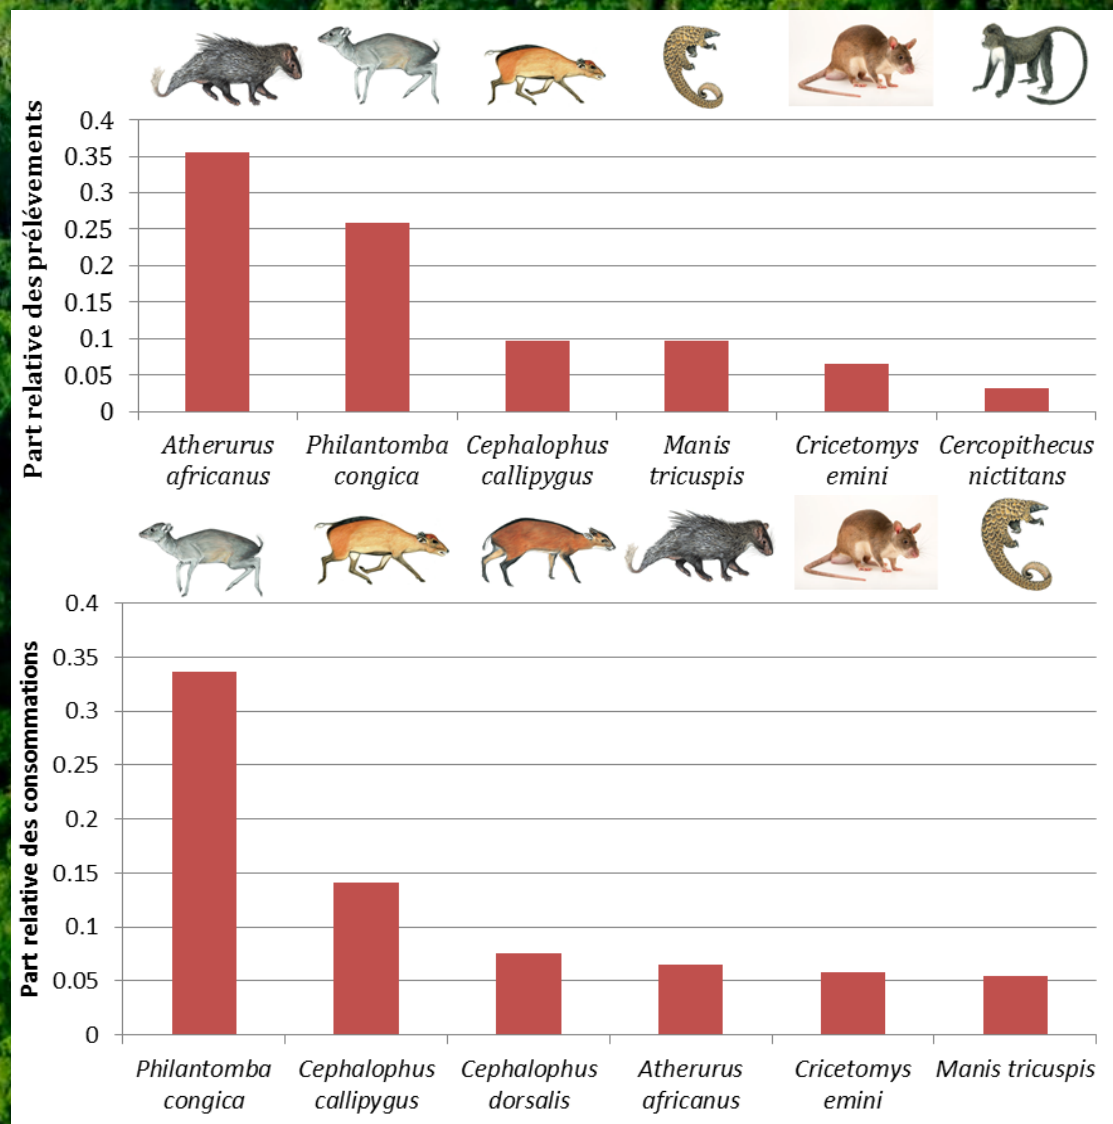 Part relative des prélévements
0.4
0.35
0.3
0.25
0.2
0.15
0.1
0.05
0
Atherurus africanus
Philantomba congica
Cephalophus callipygus
Manis tricuspis
Cricetomys emini
Cercopithecus nictitans
Part relative des consommations
0.4
0.35
0.3
0.25
0.2
0.15
0.1
0.05
0
Philantomba congica
Cephalophus callipygus
Cephalophus dorsalis
Atherurus africanus
Cricetomys emini
Manis tricuspis